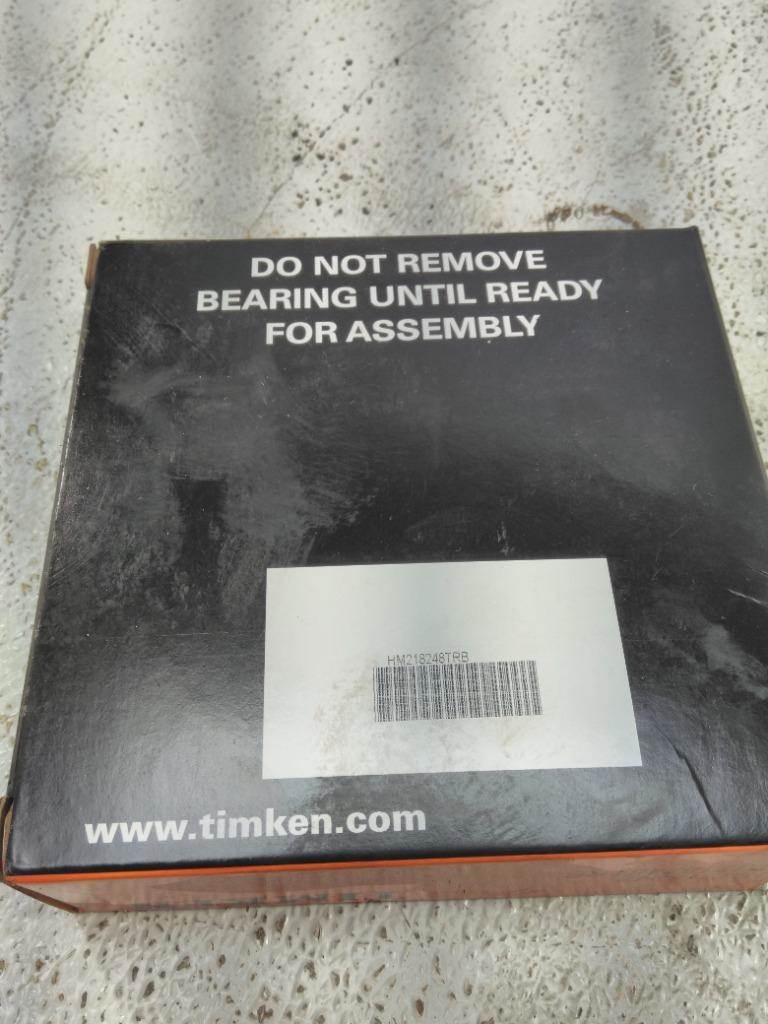 DO NOT REMOVE
BEARING UNTIL READY
FOR ASSEMBLY
HM218248TRB
www.timken.com